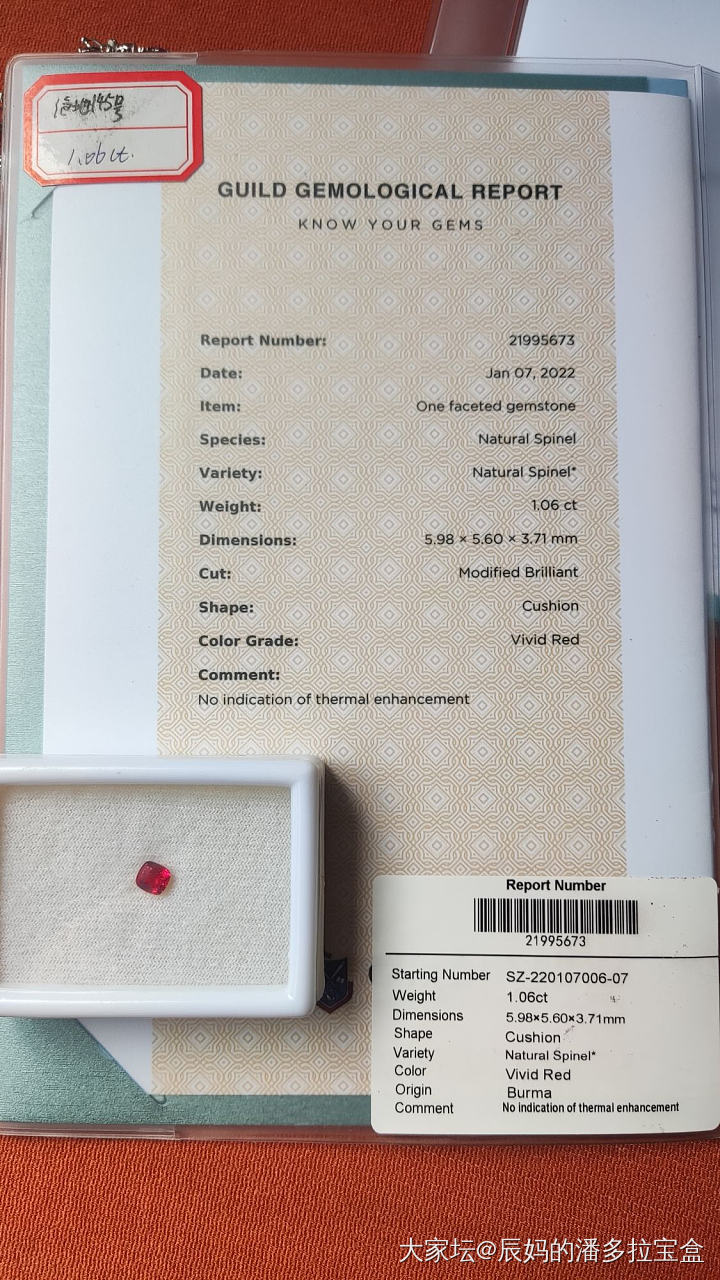 1.06ct.
GUILD GEMOLOGICAL REPORT
KNOW YOUR GEMS
Report Number: 21995673
Date: Jan 07, 2022
Item: One faceted gemstone
Species: Natural Spinel
Variety: Natural Spinel*
Weight: 1.06 ct
Dimensions: 5.98 × 5.60 × 3.71 mm
Cut: Modified Brilliant
Shape: Cushion
Color Grade: Vivid Red
Comment:
No indication of thermal enhancement
Report Number
21995673
Starting Number SZ-220107006-07
Weight 1.06ct
Dimensions 5.98×5.60×3.71mm
Shape Cushion
Variety Natural Spinel*
Color Vivid Red
Origin Burma
Comment No indication of thermal enhancement
大家坛@辰妈的潘多拉宝盒